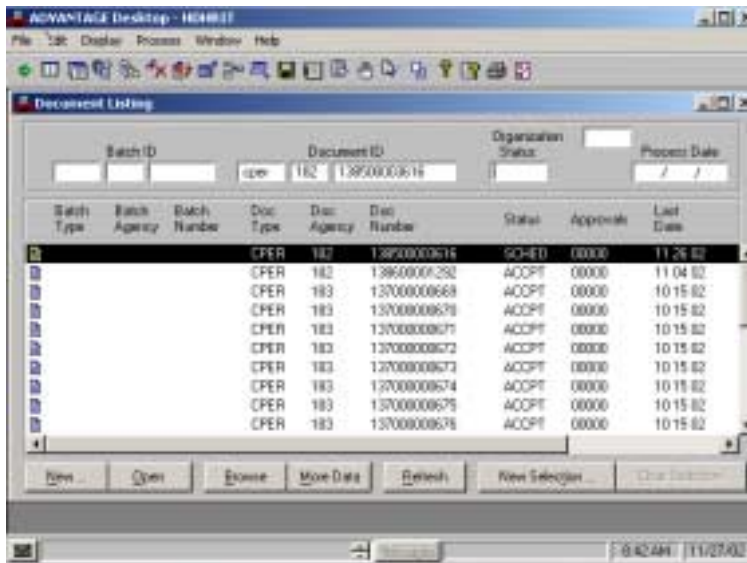 ADVANTAGE Desktop - HDHRIT
File Edit Display Process Window Help
Document Listing
Batch ID Document ID Organization Status: Process Date
cper 182 138500003616 / /
Batch Type Batch Agency Batch Number Doc Type Doc Agency Doc Number Status Approvals Last Date
CPER 182 138500003616 SCHED 00000 11 26 02
CPER 182 138600001292 ACCPT 00000 11 04 02
CPER 183 137000008669 ACCPT 00000 10 15 02
CPER 183 137000008670 ACCPT 00000 10 15 02
CPER 183 137000008671 ACCPT 00000 10 15 02
CPER 183 137000008672 ACCPT 00000 10 15 02
CPER 183 137000008673 ACCPT 00000 10 15 02
CPER 183 137000008674 ACCPT 00000 10 15 02
CPER 183 137000008675 ACCPT 00000 10 15 02
CPER 183 137000008676 ACCPT 00000 10 15 02
New ... Open Browse More Data Refresh New Selection ... Clear Selection
8:42 AM 11/27/02